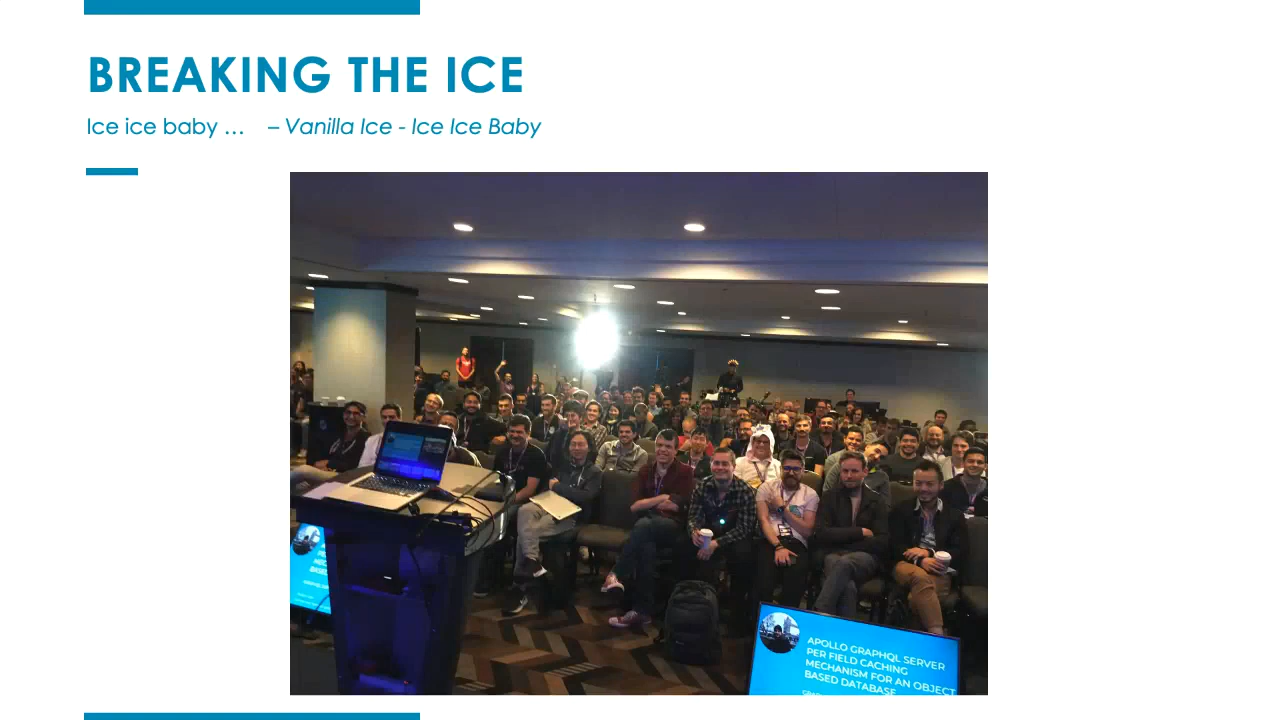 BREAKING THE ICE
Ice ice baby … – Vanilla Ice - Ice Ice Baby
APOLLO GRAPHQL SERVER
PER FIELD CACHING
MECHANISM FOR AN OBJECT
BASED DATABASE